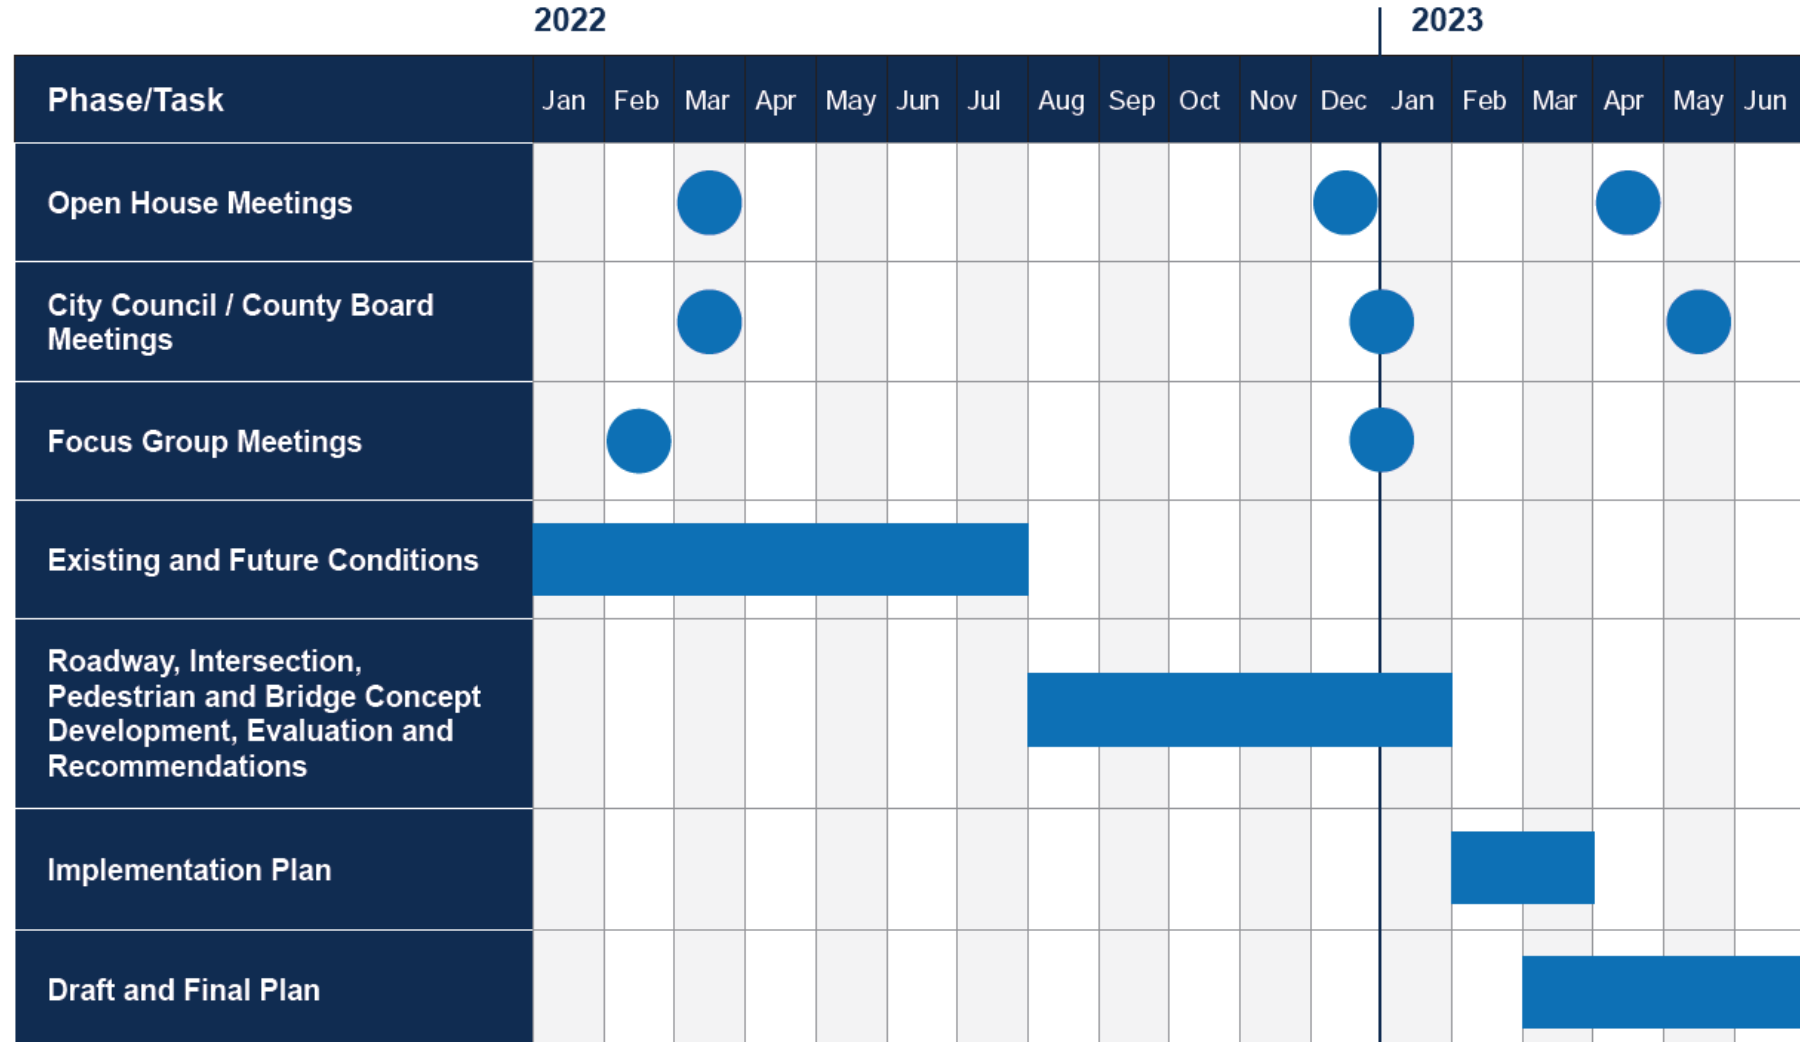 2022 2023
Phase/Task Jan Feb Mar Apr May Jun Jul Aug Sep Oct Nov Dec Jan Feb Mar Apr May Jun
Open House Meetings
City Council / County Board
Meetings
Focus Group Meetings
Existing and Future Conditions
Roadway, Intersection,
Pedestrian and Bridge Concept
Development, Evaluation and
Recommendations
Implementation Plan
Draft and Final Plan